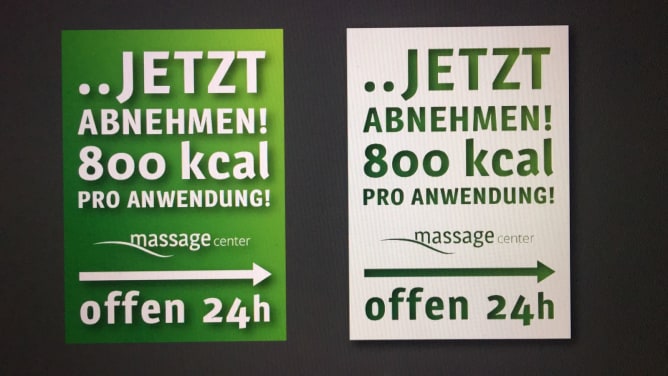 ..JETZT
ABNEHMEN!
800 kcal
PRO ANWENDUNG!
massage center
offen 24h
..JETZT
ABNEHMEN!
800 kcal
PRO ANWENDUNG!
massage center
offen 24h